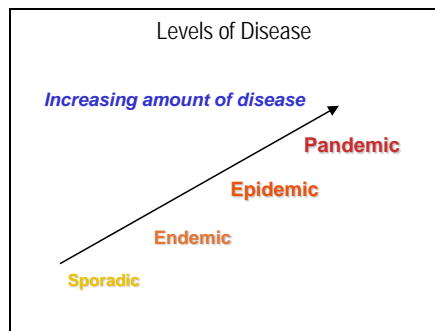 Levels of Disease
Increasing amount of disease
Pandemic
Epidemic
Endemic
Sporadic